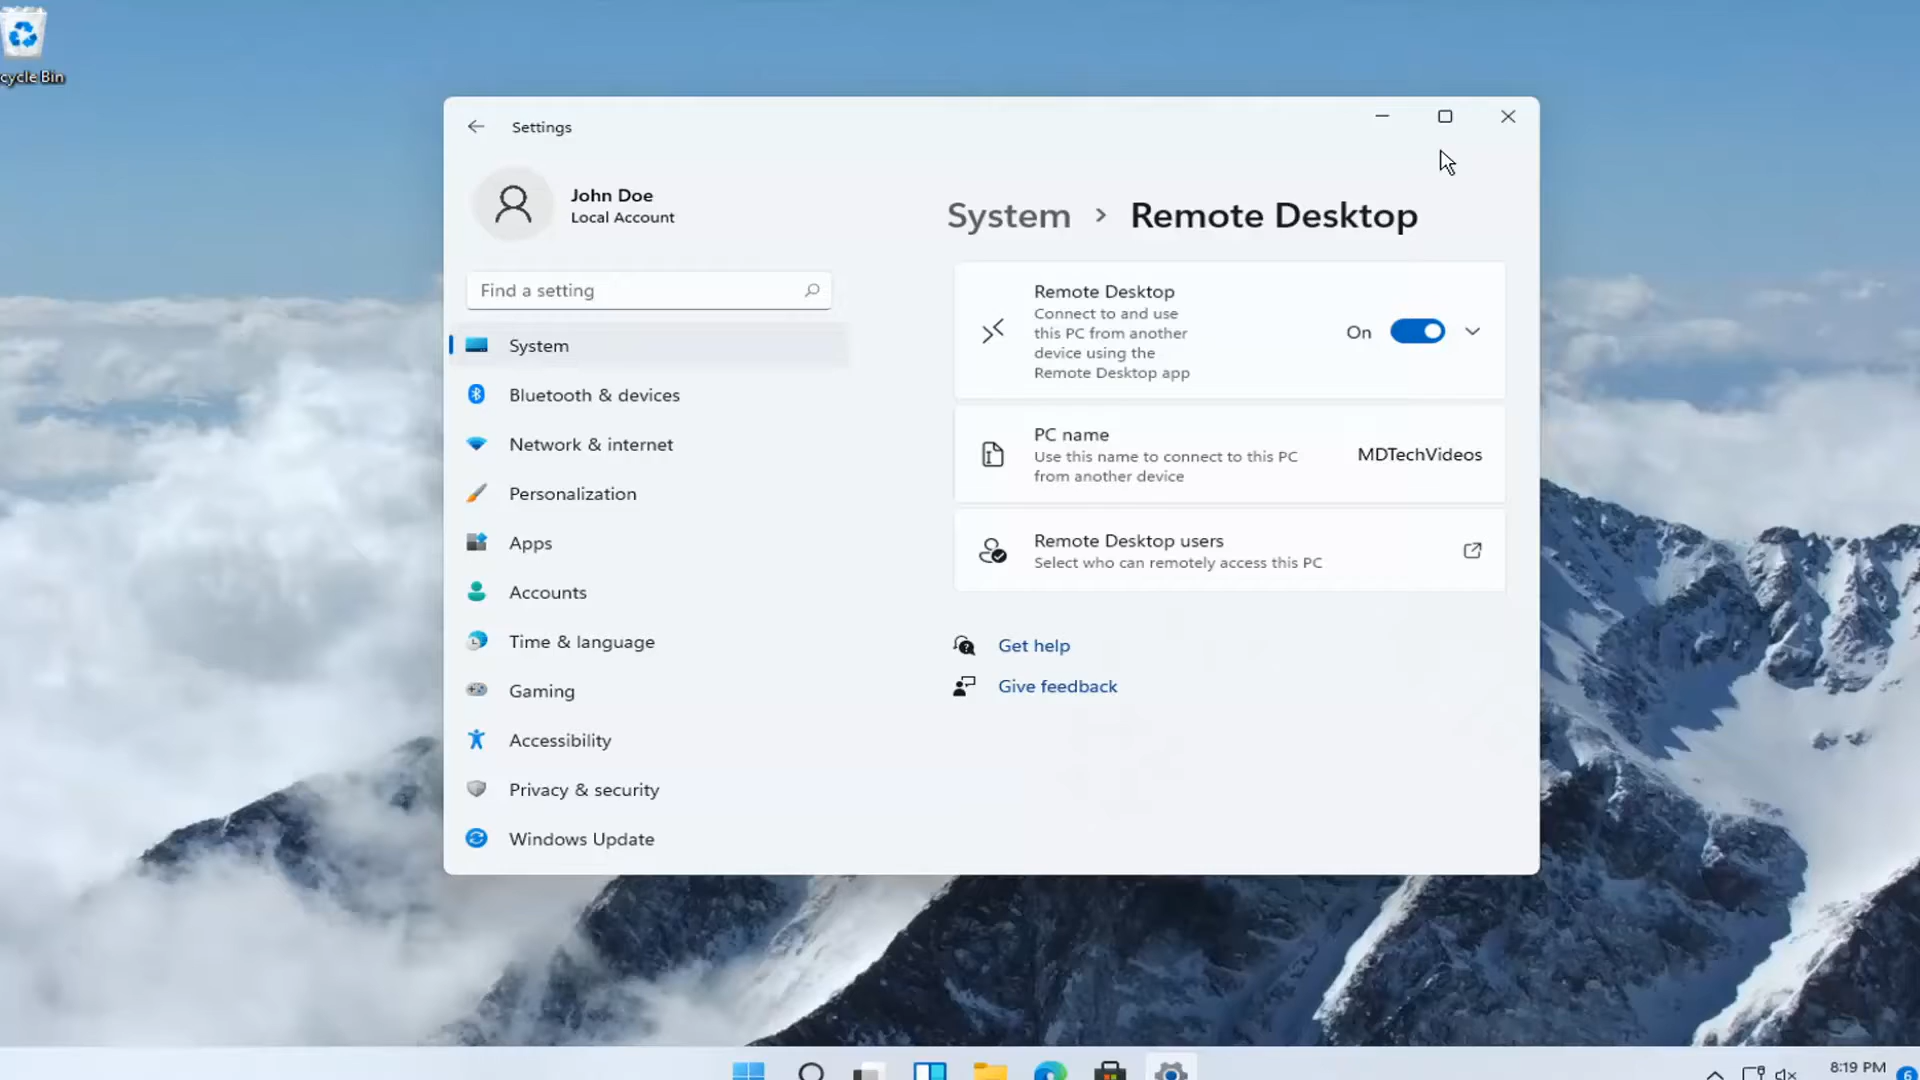 cycle Bin
Settings
John Doe
Local Account
Find a setting
System
Bluetooth & devices
Network & internet
Personalization
Apps
Accounts
Time & language
Gaming
Accessibility
Privacy & security
Windows Update
System > Remote Desktop
Remote Desktop
Connect to and use
this PC from another
device using the
Remote Desktop app
On
PC name
Use this name to connect to this PC
from another device
MDTechVideos
Remote Desktop users
Select who can remotely access this PC
Get help
Give feedback
8:19 PM
6